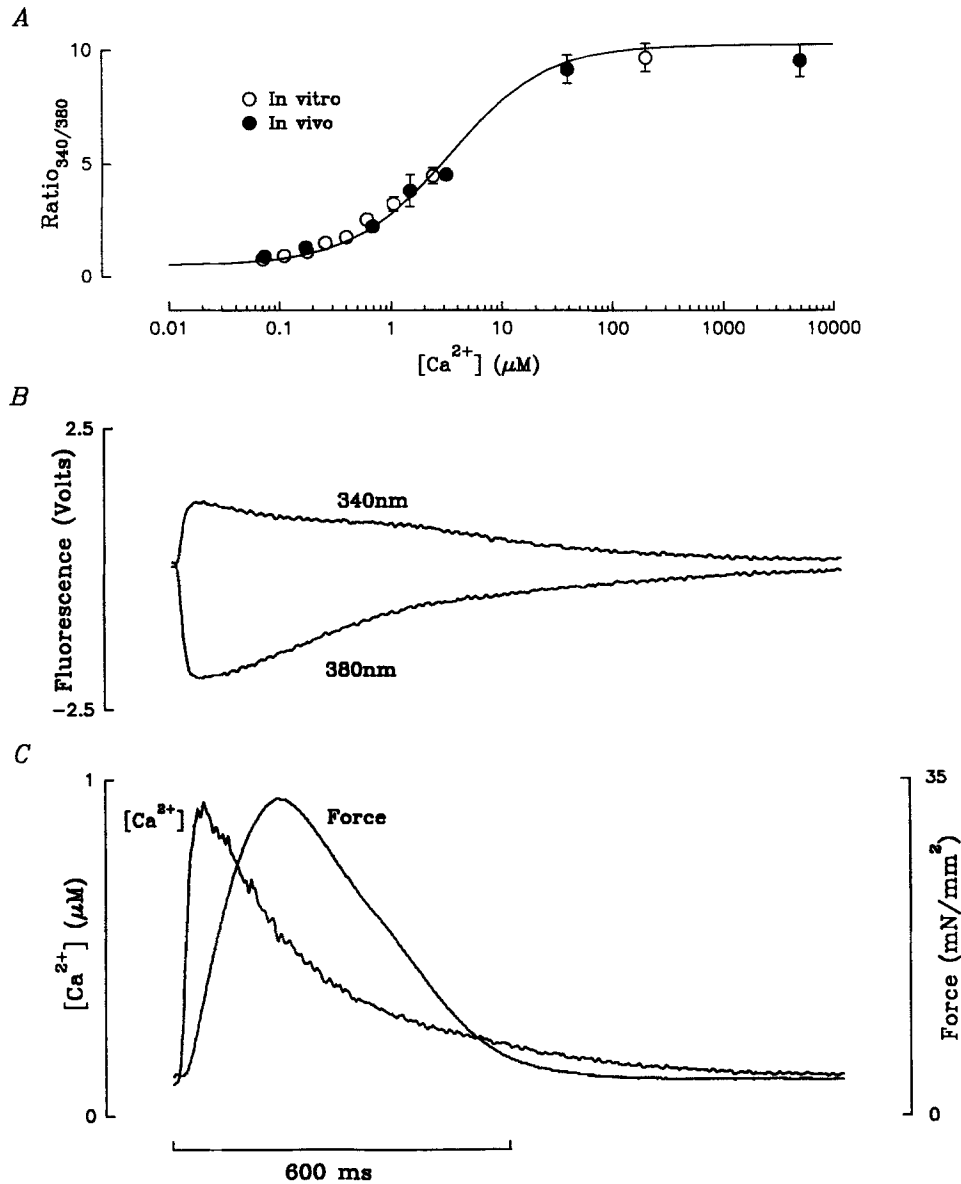 A
10
5
0
Ratio340/380
In vitro
In vivo
0.01 0.1 1 10 100 1000 10000
[Ca2+] (μM)
B
2.5
-2.5
Fluorescence (Volts)
340nm
380nm
C
1
0
[Ca2+] (μM)
[Ca2+]
Force
35
0
Force (mN/mm2)
600 ms